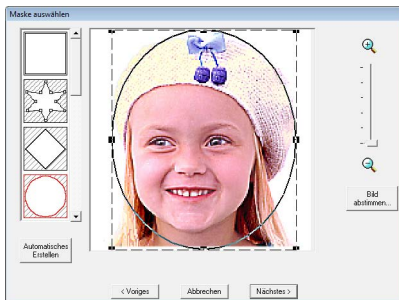 Maske auswählen
Automatisches
Erstellen
Bild
abstimmen...
< Voriges
Abbrechen
Nächstes >